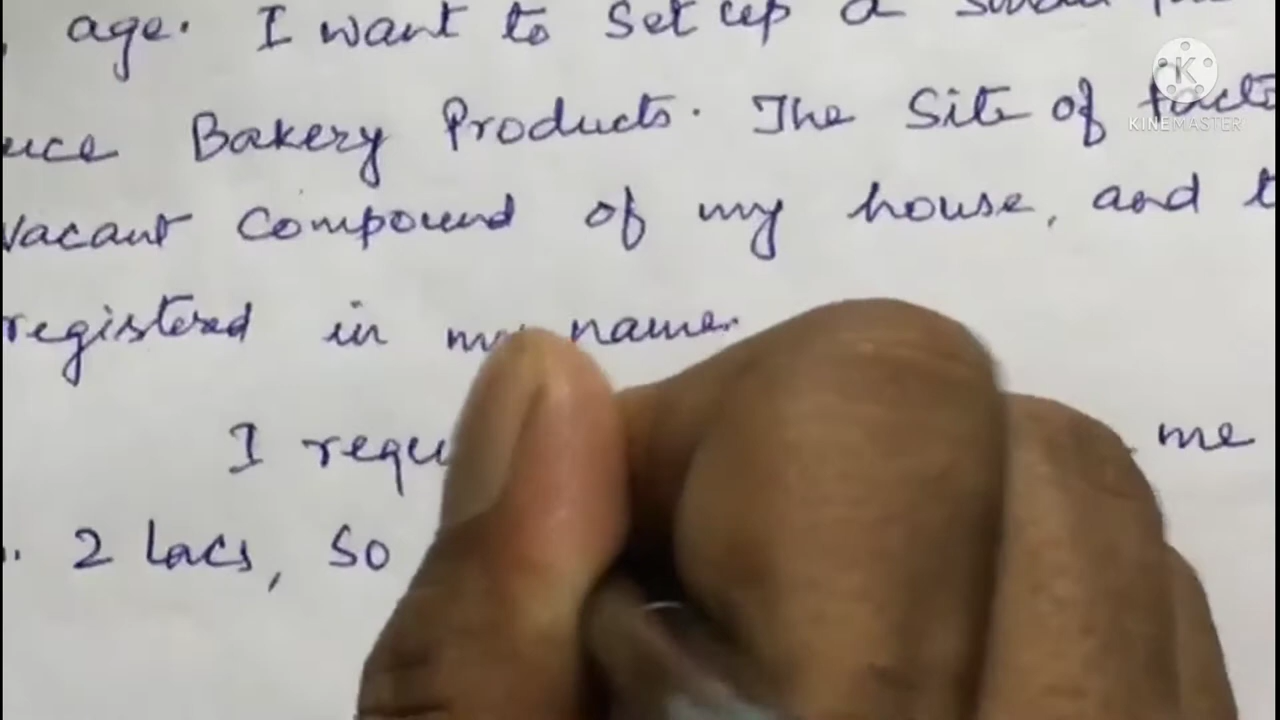 age. I want to Set up a
Bakery Products. The Site of
vacant Compound of my house, and
registered in my name.
I me
2 Lacs, So
KINEMASTER